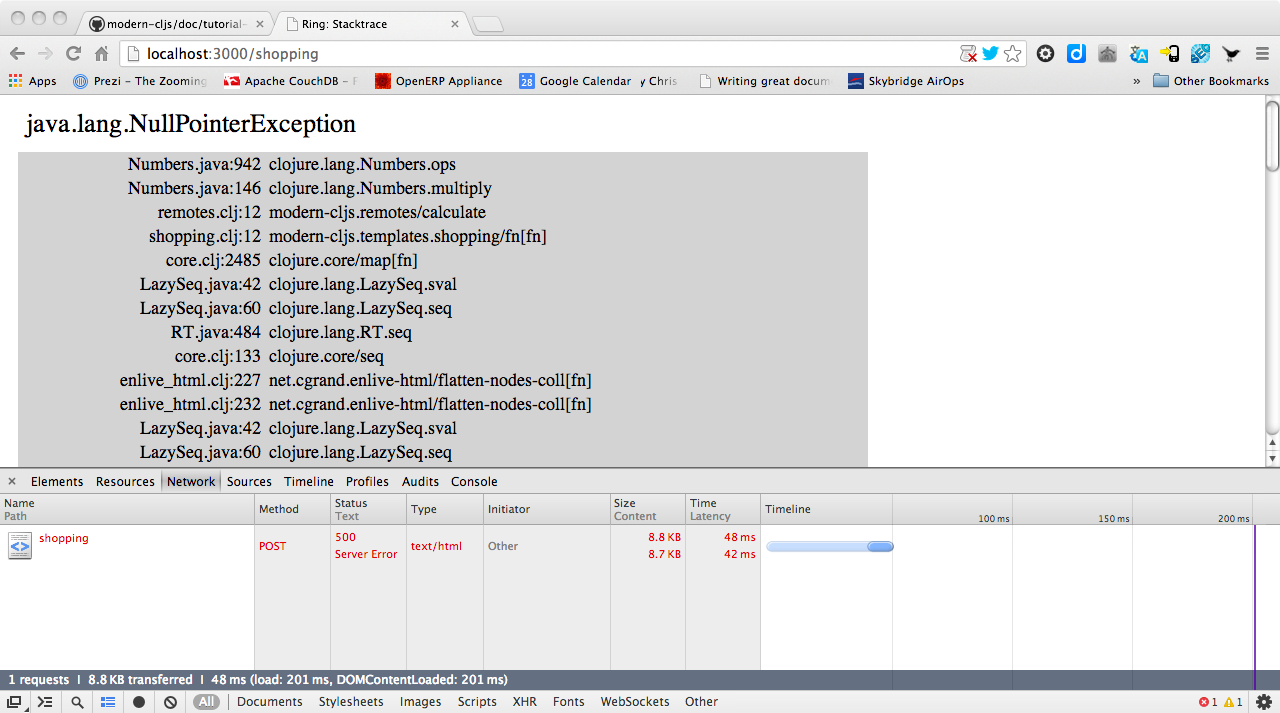 modern-cljs/doc/tutorial-
Ring: Stacktrace
localhost:3000/shopping
Apps
Prezi – The Zooming
Apache CouchDB –
OpenERP Appliance
28
Google Calendar
y Chris
Writing great docum
Skybridge AirOps
»
Other Bookmarks
java.lang.NullPointerException
Numbers.java:942 clojure.lang.Numbers.ops
Numbers.java:146 clojure.lang.Numbers.multiply
remotes.clj:12 modern-cljs.remotes/calculate
shopping.clj:12 modern-cljs.templates.shopping/fn[fn]
core.clj:2485 clojure.core/map[fn]
LazySeq.java:42 clojure.lang.LazySeq.sval
LazySeq.java:60 clojure.lang.LazySeq.seq
RT.java:484 clojure.lang.RT.seq
core.clj:133 clojure.core/seq
enlive_html.clj:227 net.cgrand.enlive-html/flatten-nodes-coll[fn]
enlive_html.clj:232 net.cgrand.enlive-html/flatten-nodes-coll[fn]
LazySeq.java:42 clojure.lang.LazySeq.sval
LazySeq.java:60 clojure.lang.LazySeq.seq
Elements Resources Network Sources Timeline Profiles Audits Console
Name
Path
Method
Status
Text
Type
Initiator
Size
Content
Time
Latency
Timeline
100 ms
150 ms
200 ms
shopping
POST
500
Server Error
text/html
Other
8.8 KB
8.7 KB
48 ms
42 ms
1 requests | 8.8 KB transferred | 48 ms (load: 201 ms, DOMContentLoaded: 201 ms)
All Documents Stylesheets Images Scripts XHR Fonts WebSockets Other
1 1